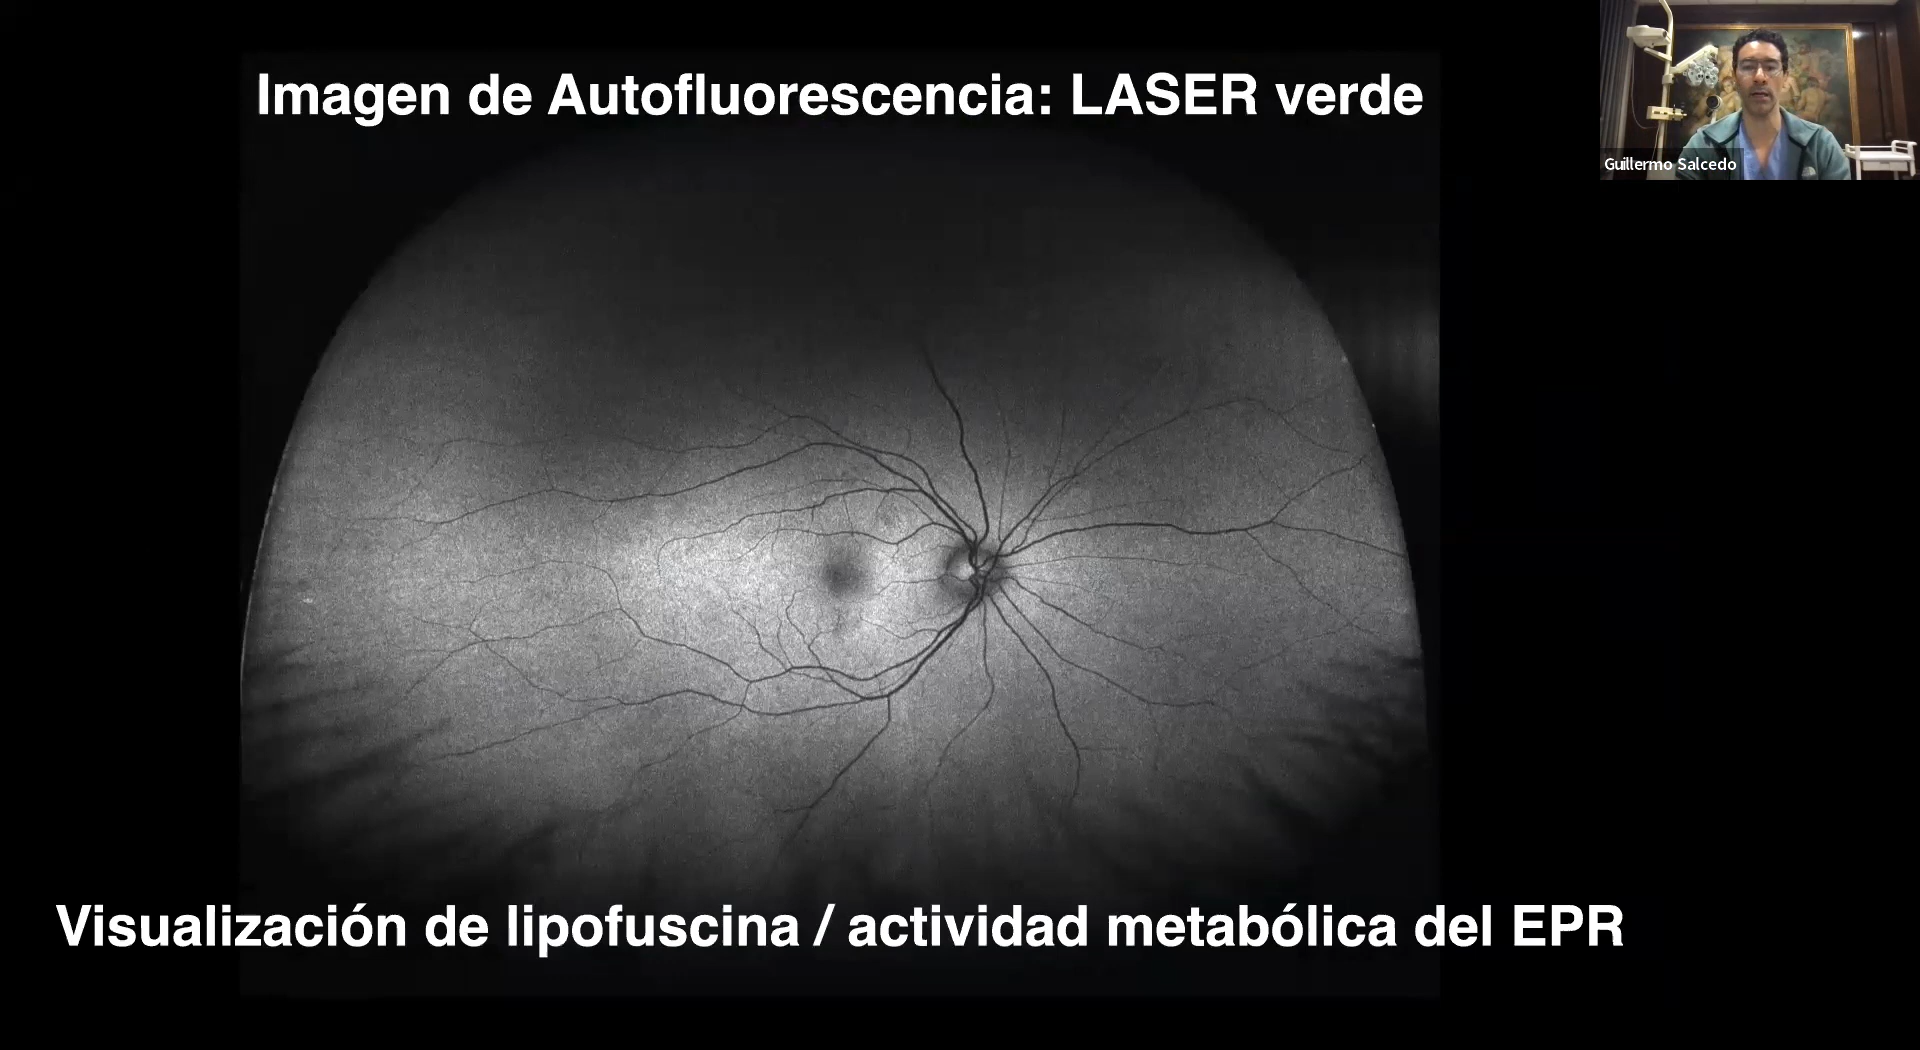 Imagen de Autofluorescencia: LASER verde
Guillermo Salcedo
Visualización de lipofuscina / actividad metabólica del EPR